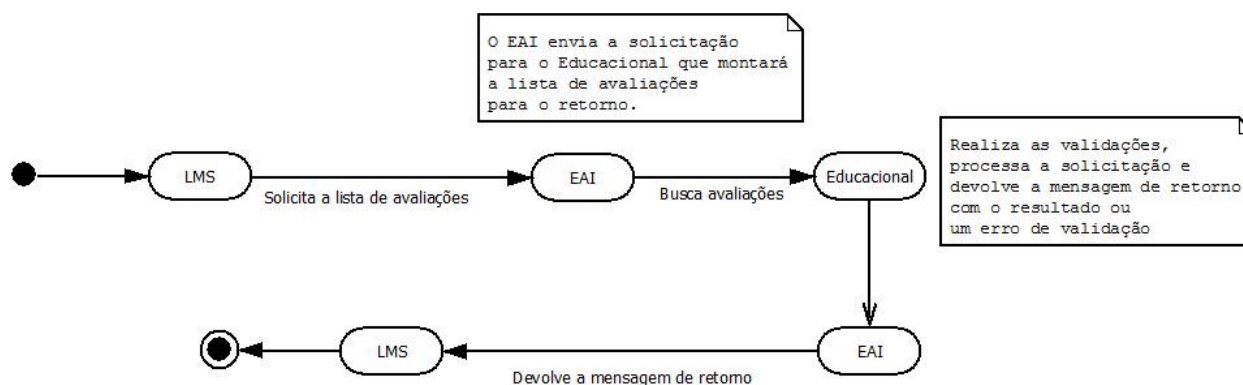 O EAI envia a solicitação
para o Educacional que montará
a lista de avaliações
para o retorno.
Realiza as validações,
processa a solicitação e
devolve a mensagem de retorno
com o resultado ou
um erro de validação
LMS
Solicita a lista de avaliações
EAI
Busca avaliações
Educacional
LMS
Devolve a mensagem de retorno
EAI